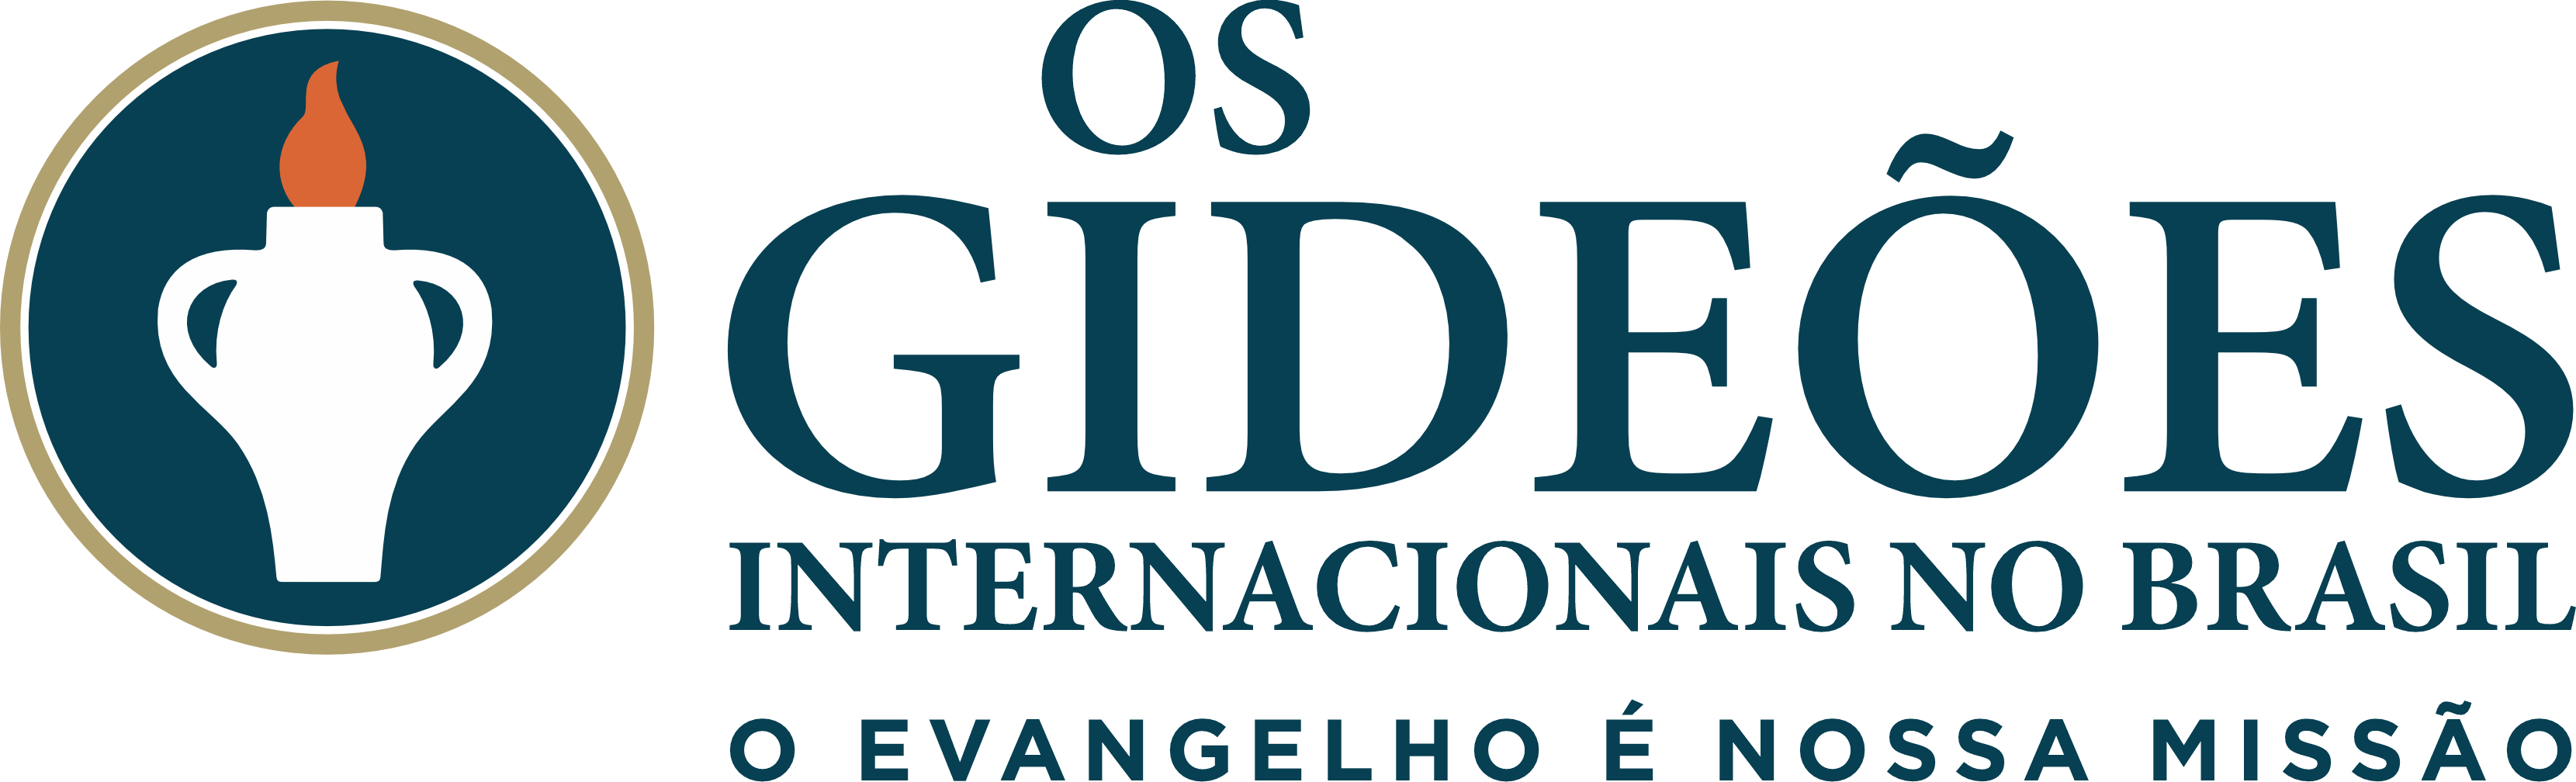 OS
GIDEÕES
INTERNACIONAIS NO BRASIL
O EVANGELHO É NOSSA MISSÃO